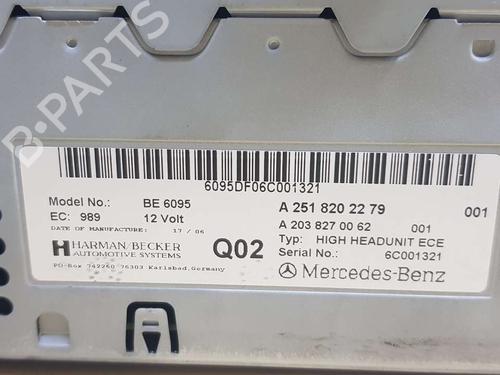 B-PARTS
6095DF06C001321
Model No.: BE 6095
EC: 989 12 Volt
DATE OF MANUFACTURE: 17 / 06
HARMAN/BECKER
AUTOMOTIVE SYSTEMS
PO-Box 742260 76303 Karlsbad,Germany
Q02
A 251 820 22 79 001
A 203 827 00 62 001
Typ: HIGH HEADUNIT ECE
Serial No.: 6C001321
Mercedes-Benz